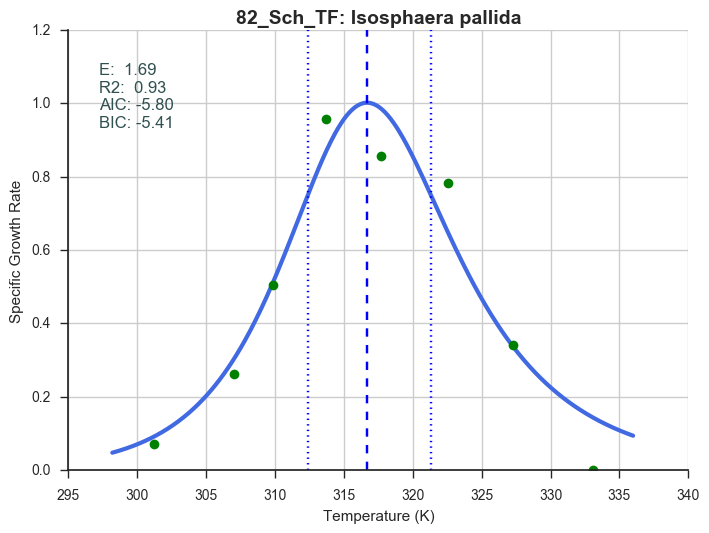 82_Sch_TF: Isosphaera pallida
1.2
E:  1.69
R2:  0.93
AIC: -5.80
BIC: -5.41
1.0
0.8
0.6
0.4
0.2
0.0
Specific Growth Rate
295 300 305 310 315 320 325 330 335 340
Temperature (K)